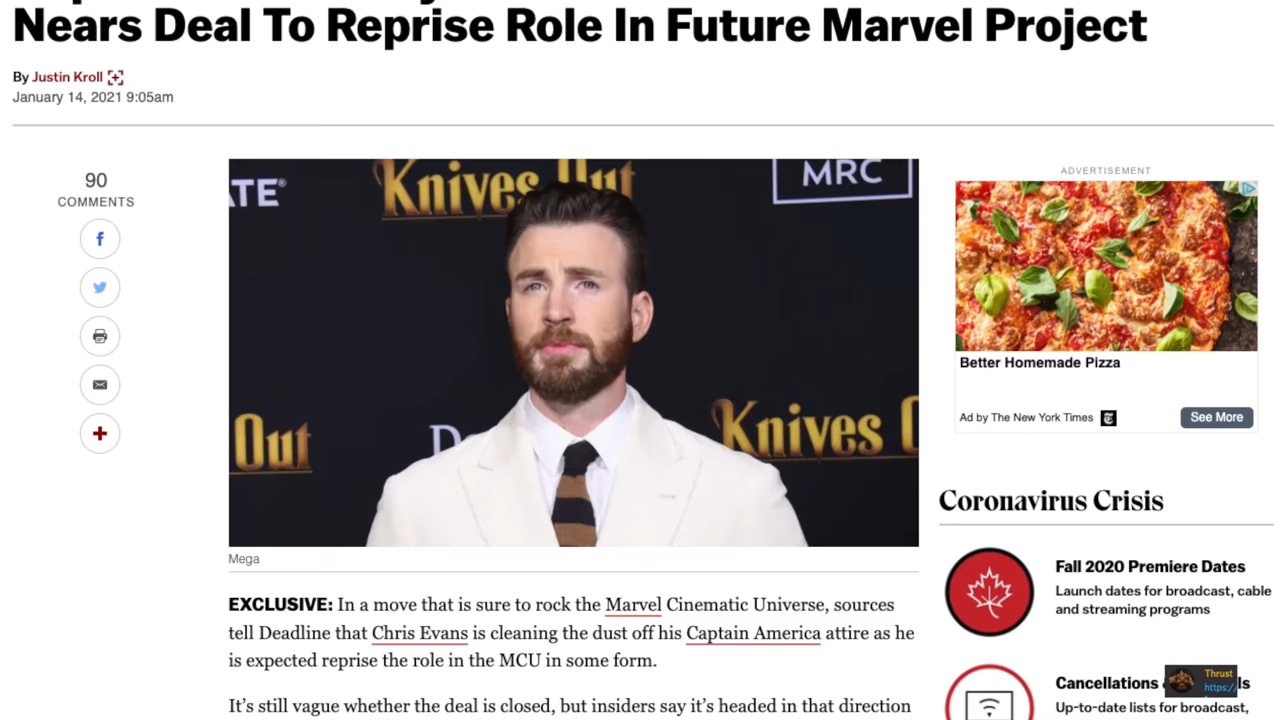 Nears Deal To Reprise Role In Future Marvel Project
By Justin Kroll
January 14, 2021 9:05am
90
COMMENTS
TE®
Knives Out
MRC
Out
Knives O
Mega
ADVERTISEMENT
Better Homemade Pizza
Ad by The New York Times
See More
Coronavirus Crisis
Fall 2020 Premiere Dates
Launch dates for broadcast, cable
and streaming programs
Cancellations
Up-to-date lists for broadcast,
Thrust
https:/
EXCLUSIVE: In a move that is sure to rock the Marvel Cinematic Universe, sources
tell Deadline that Chris Evans is cleaning the dust off his Captain America attire as he
is expected reprise the role in the MCU in some form.
It’s still vague whether the deal is closed, but insiders say it’s headed in that direction